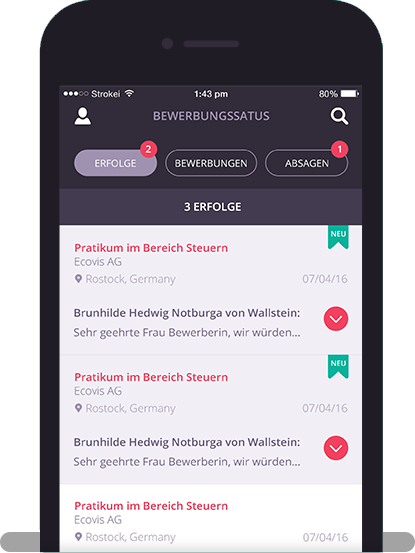 Strokei 1:43 pm 80%
BEWERBUNGSSATUS
2 1
ERFOLGE BEWERBUNGEN ABSAGEN
3 ERFOLGE
NEU
Pratikum im Bereich Steuern
Ecovis AG
Rostock, Germany 07/04/16
Brunhilde Hedwig Notburga von Wallstein:
Sehr geehrte Frau Bewerberin, wir würden...
NEU
Pratikum im Bereich Steuern
Ecovis AG
Rostock, Germany 07/04/16
Brunhilde Hedwig Notburga von Wallstein:
Sehr geehrte Frau Bewerberin, wir würden...
Pratikum im Bereich Steuern
Ecovis AG
Rostock, Germany 07/04/16